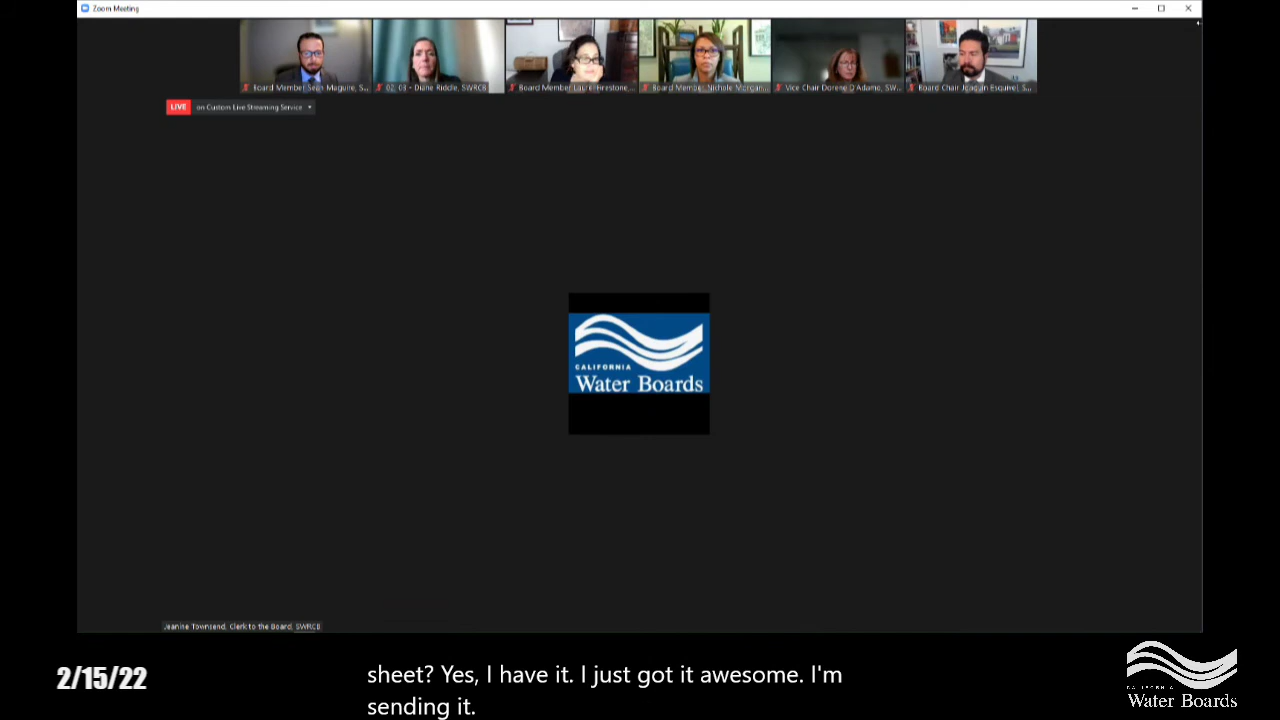 Zoom Meeting
Board Member Sean Maguire, S...
02, 03 - Diane Riddle, SWRCB
Board Member Laurel Firestone,...
Board Member Nichole Morgan...
Vice Chair Dorene D'Adamo, SW...
Board Chair Joaquin Esquivel, S...
LIVE on Custom Live Streaming Service
CALIFORNIA
Water Boards
Jeanine Townsend, Clerk to the Board, SWRCB
2/15/22
sheet? Yes, I have it. I just got it awesome. I'm
sending it.
CALIFORNIA
Water Boards